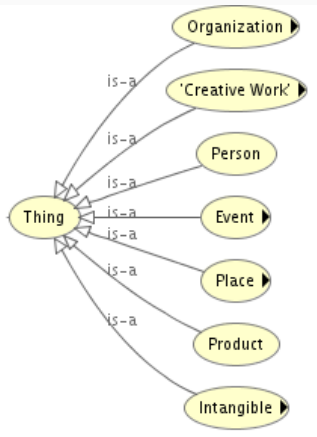 Organization
is-a
'Creative Work'
is-a
Person
is-a
Thing
is-a
Event
is-a
Place
is-a
Product
is-a
Intangible